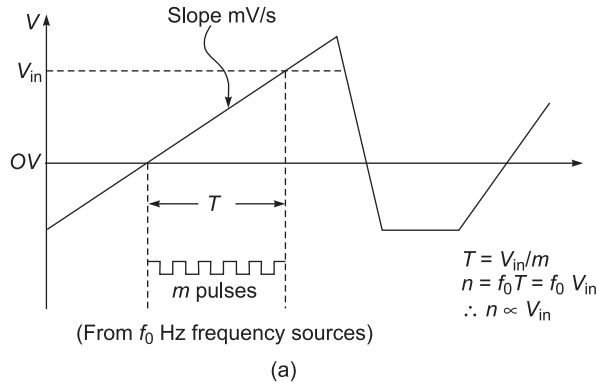 Slope mV/s
V
V_in
OV
T
m pulses
T = V_in/m
n = f_0T = f_0 V_in
∴ n ∝ V_in
(From f_0 Hz frequency sources)
(a)